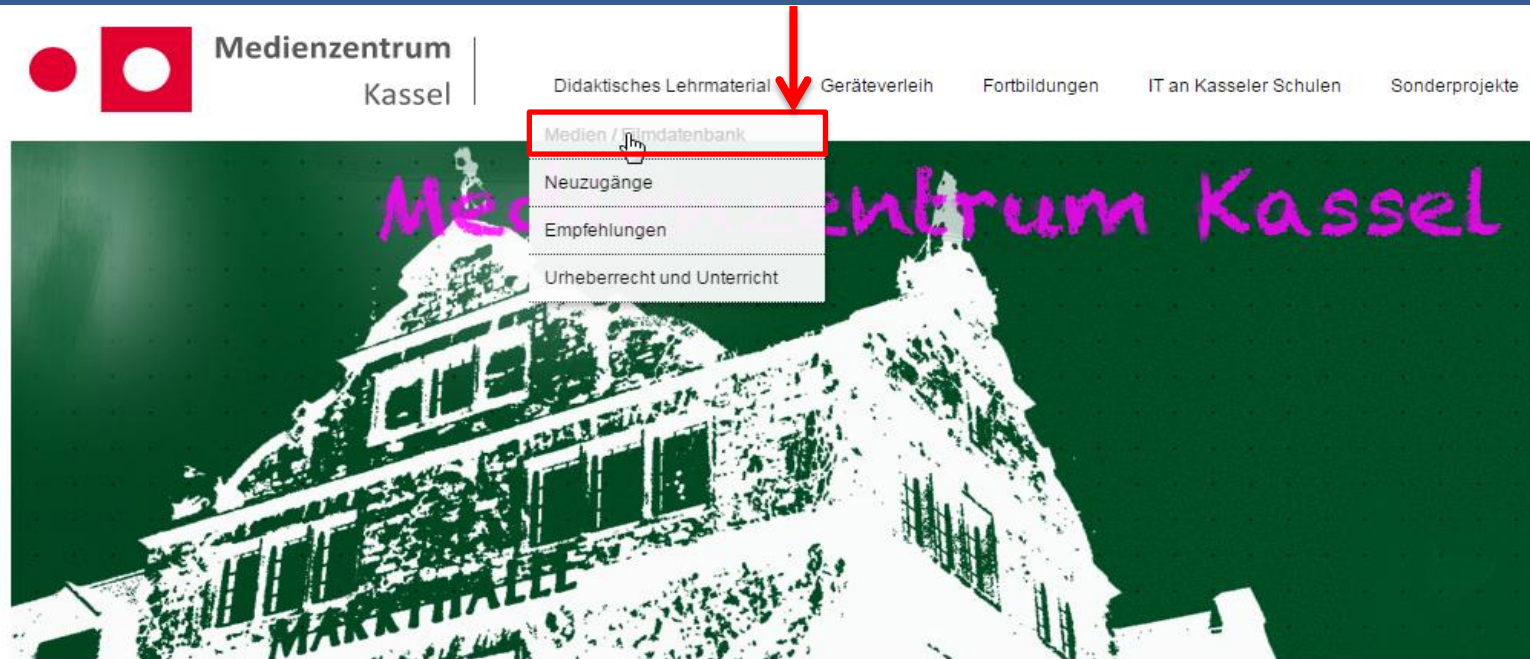 Medienzentrum
Kassel
Didaktisches Lehrmaterial Geräteverleih Fortbildungen IT an Kasseler Schulen Sonderprojekte
Medien / Filmdatenbank
Neuzugänge
Empfehlungen
Urheberrecht und Unterricht
Medienzentrum Kassel
MARKTHALLE